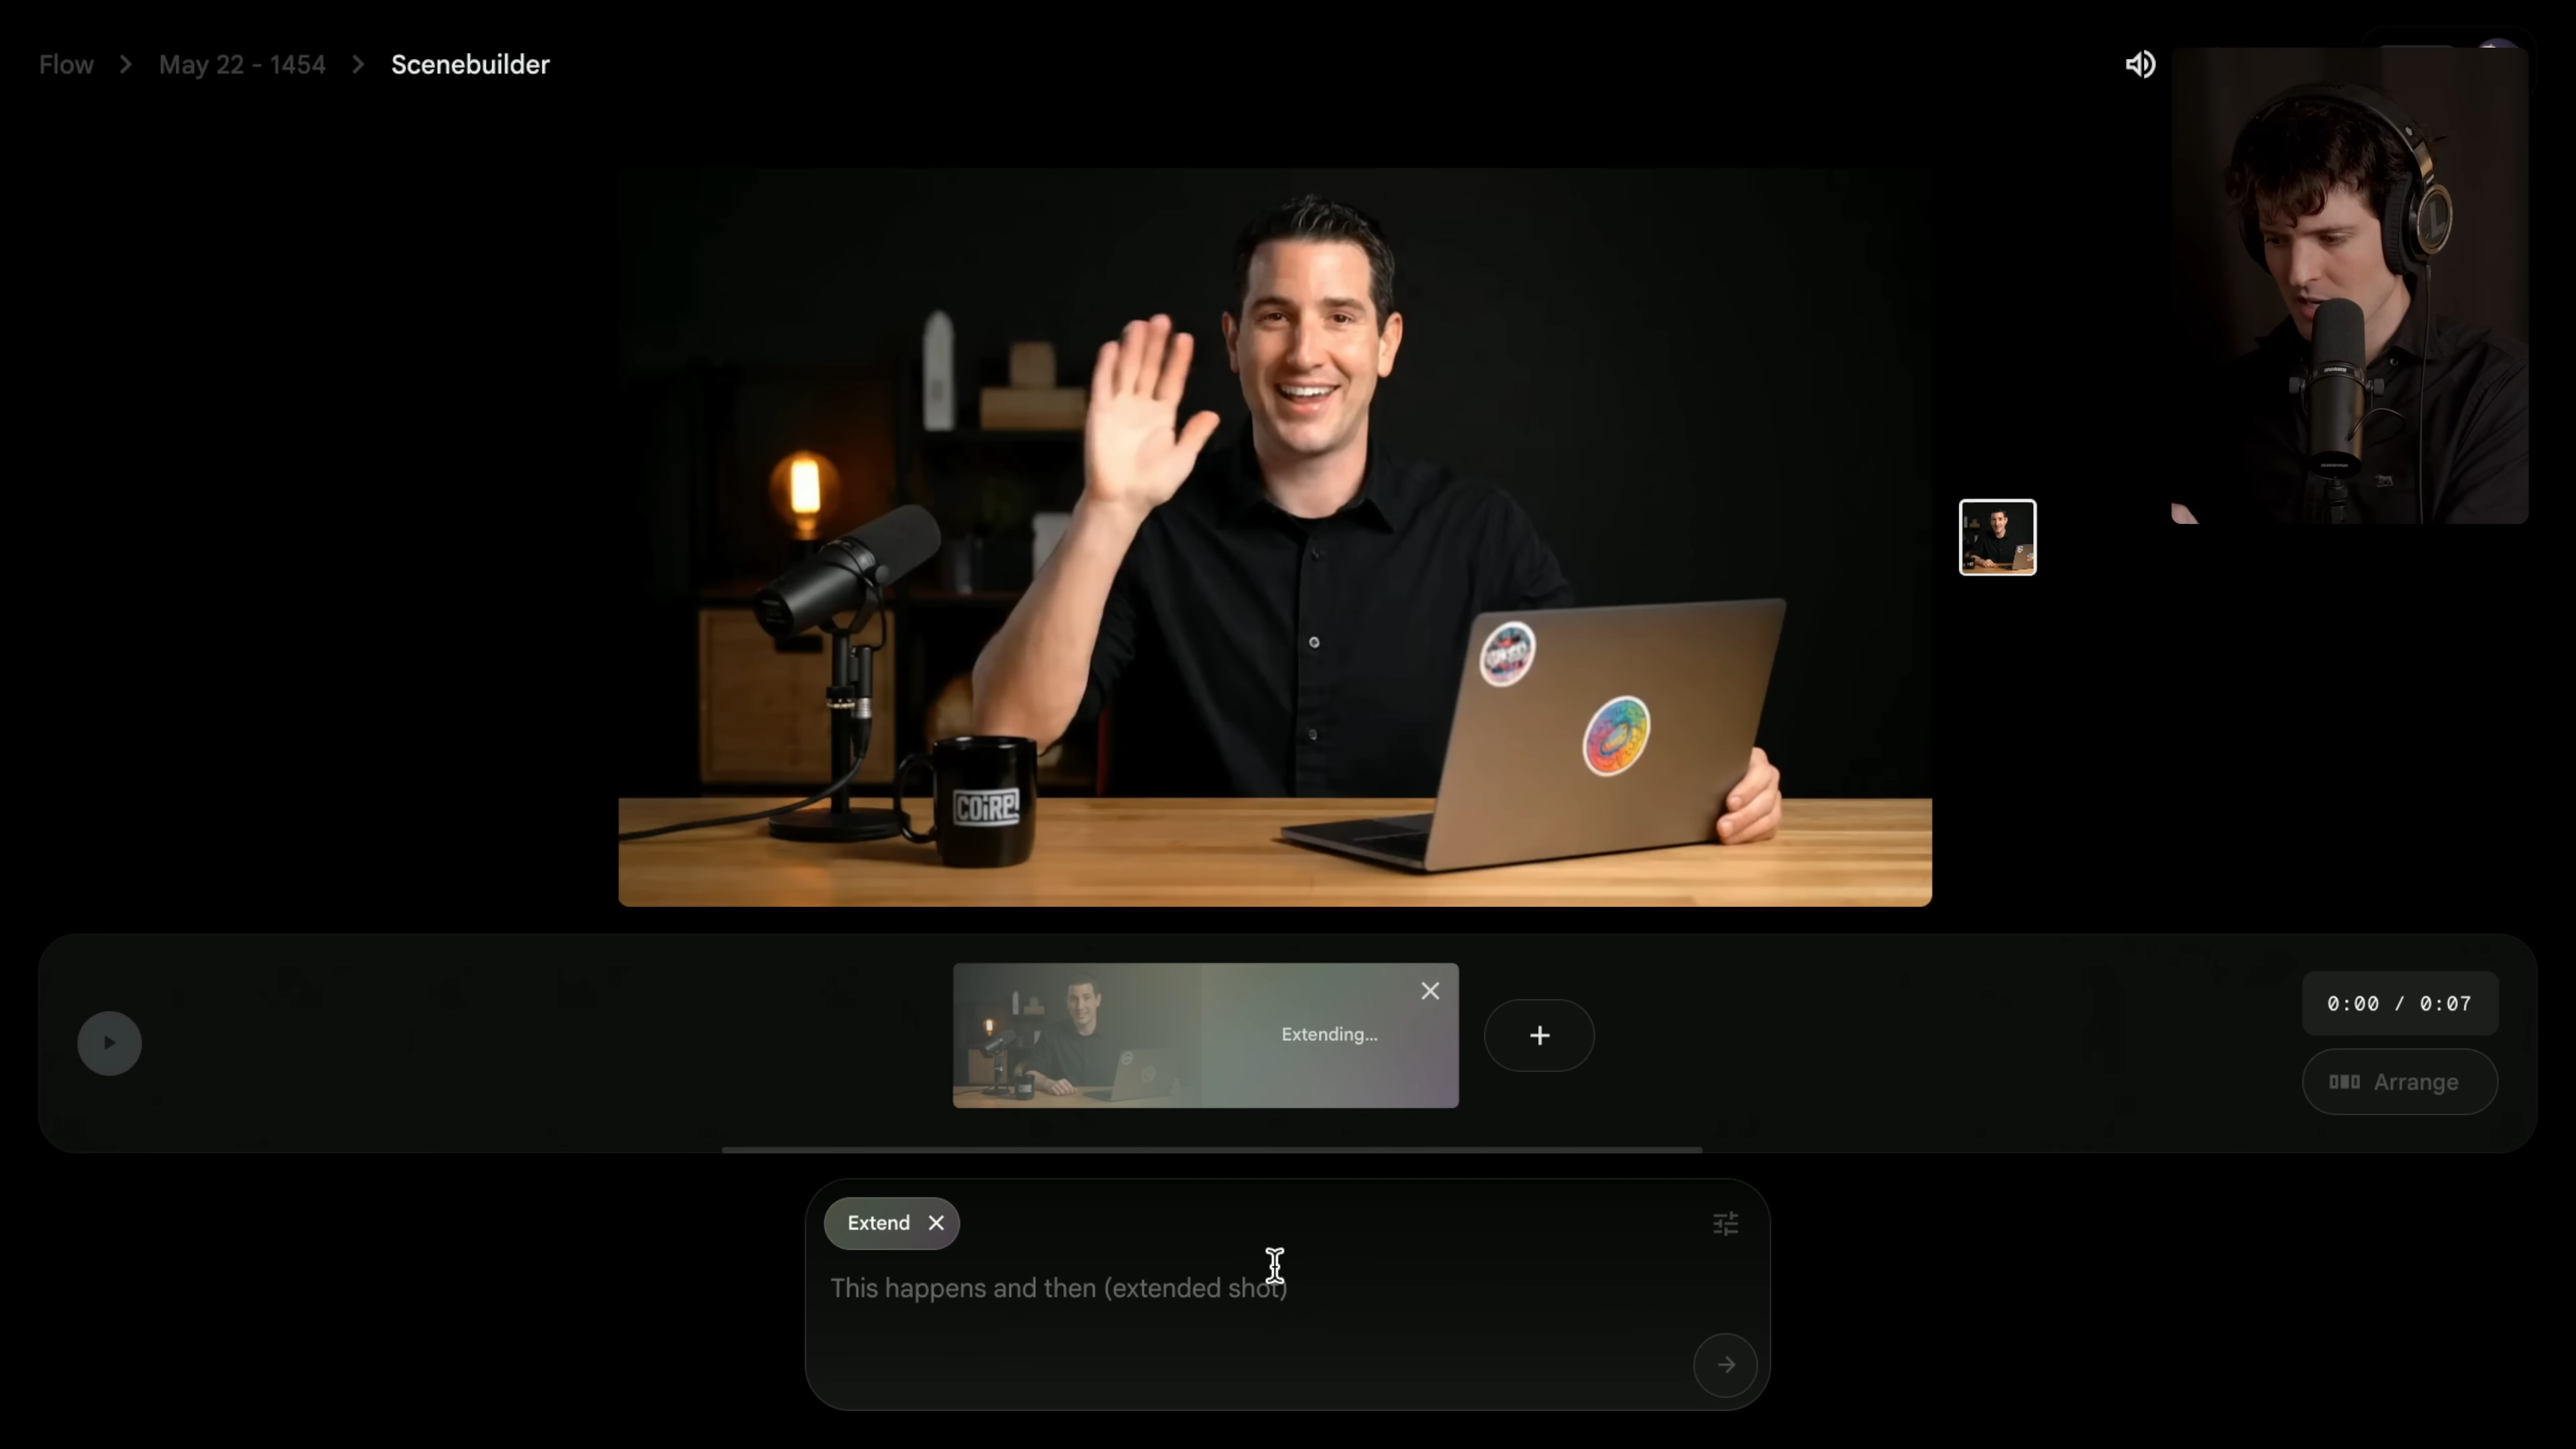 Flow > May 22 - 1454 > Scenebuilder
COiRE!
Extending...
+
0:00 / 0:07
Arrange
Extend
This happens and then (extended shot)